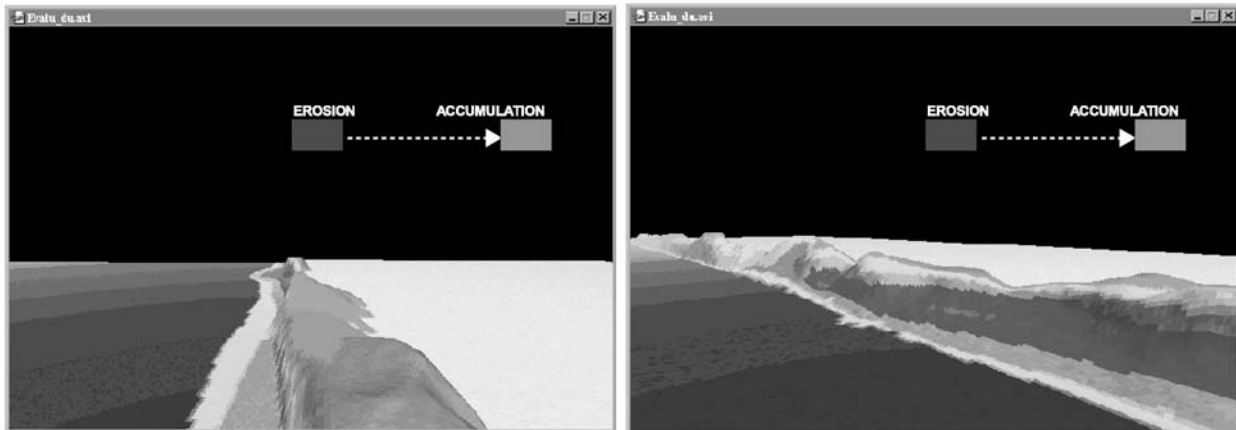 Evalu_du.avi
EROSION
ACCUMULATION
Evalu_du.avi
EROSION
ACCUMULATION